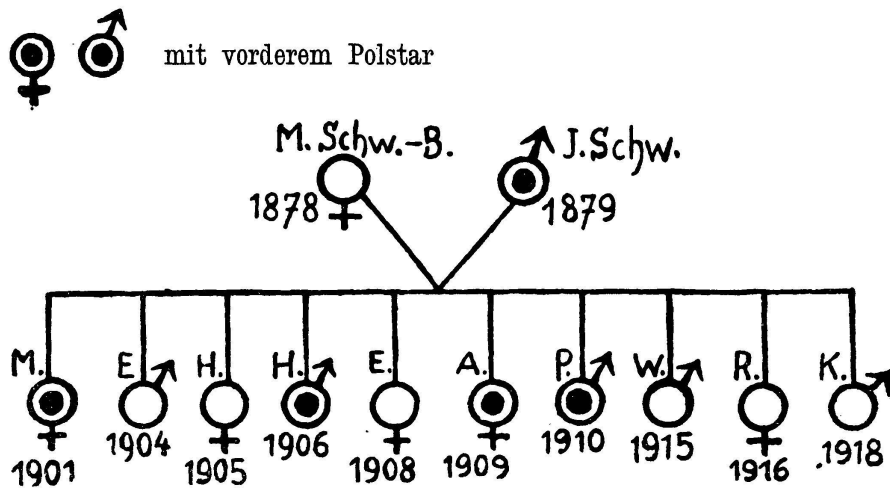 mit vorderem Polstar
M. Schw.-B. J. Schw.
1878 1879
M. E. H. H. E. A. P. W. R. K.
1901 1904 1905 1906 1908 1909 1910 1915 1916 1918